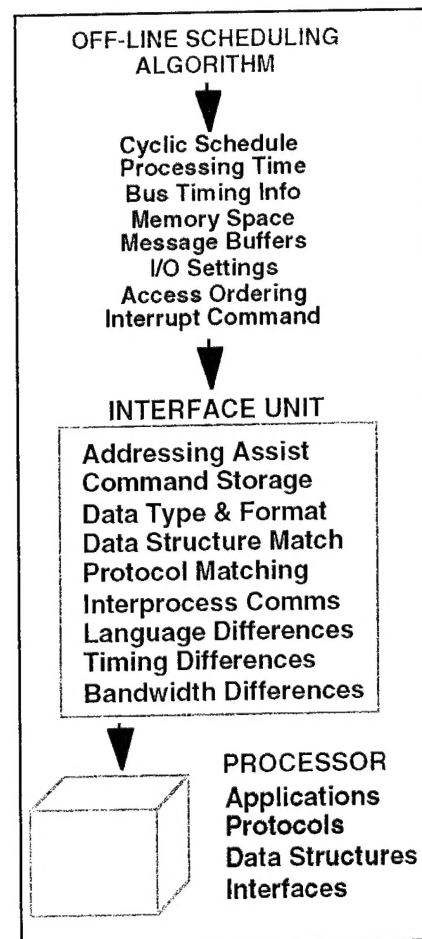 OFF-LINE SCHEDULING
ALGORITHM
Cyclic Schedule
Processing Time
Bus Timing Info
Memory Space
Message Buffers
I/O Settings
Access Ordering
Interrupt Command
INTERFACE UNIT
Addressing Assist
Command Storage
Data Type & Format
Data Structure Match
Protocol Matching
Interprocess Comms
Language Differences
Timing Differences
Bandwidth Differences
PROCESSOR
Applications
Protocols
Data Structures
Interfaces